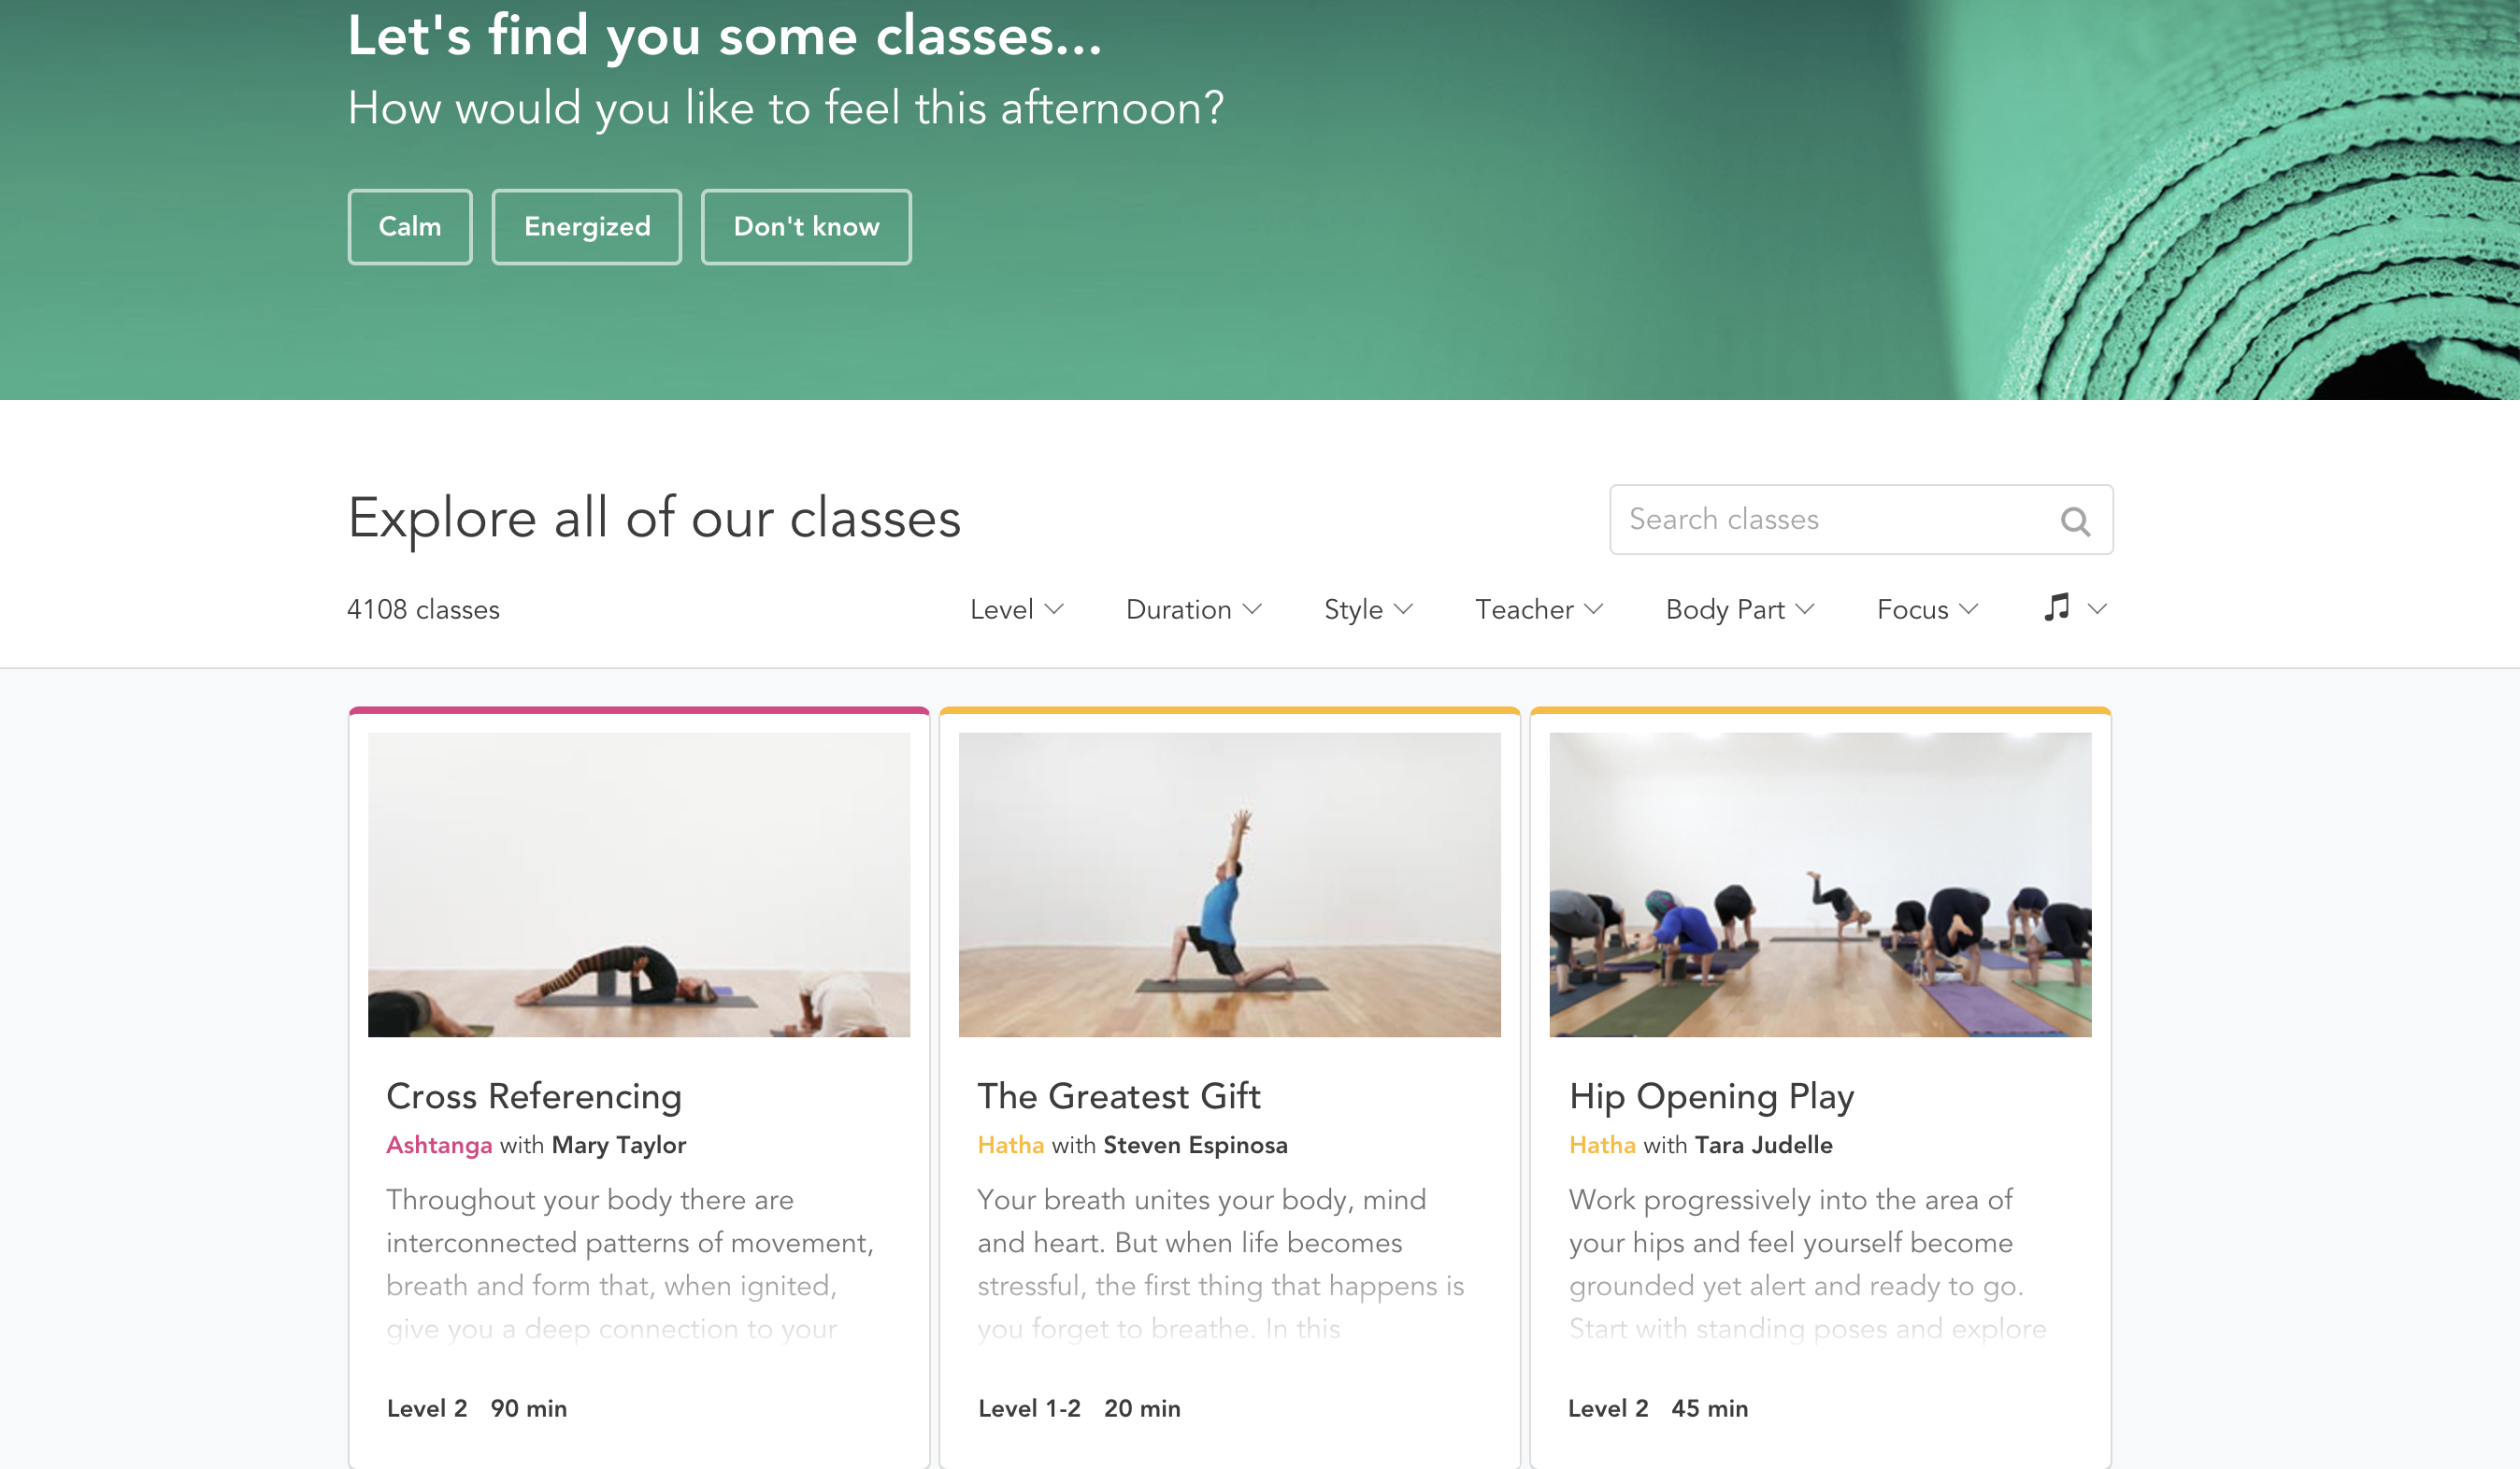 Let's find you some classes...
How would you like to feel this afternoon?
Calm Energized Don't know
Explore all of our classes
Search classes
4108 classes
Level Duration Style Teacher Body Part Focus
Cross Referencing
Ashtanga with Mary Taylor
Throughout your body there are
interconnected patterns of movement,
breath and form that, when ignited,
give you a deep connection to your
Level 2 90 min
The Greatest Gift
Hatha with Steven Espinosa
Your breath unites your body, mind
and heart. But when life becomes
stressful, the first thing that happens is
you forget to breathe. In this
Level 1-2 20 min
Hip Opening Play
Hatha with Tara Judelle
Work progressively into the area of
your hips and feel yourself become
grounded yet alert and ready to go.
Start with standing poses and explore
Level 2 45 min